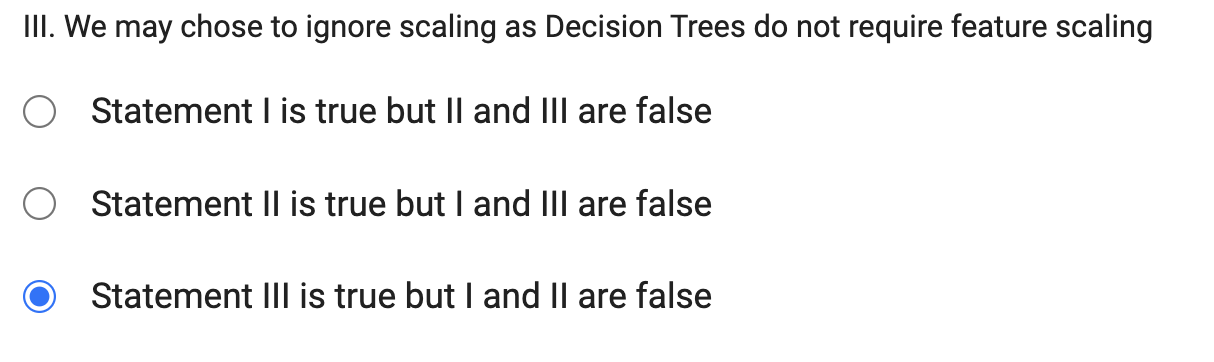 III. We may chose to ignore scaling as Decision Trees do not require feature scaling
Statement I is true but II and III are false
Statement II is true but I and III are false
Statement III is true but I and II are false